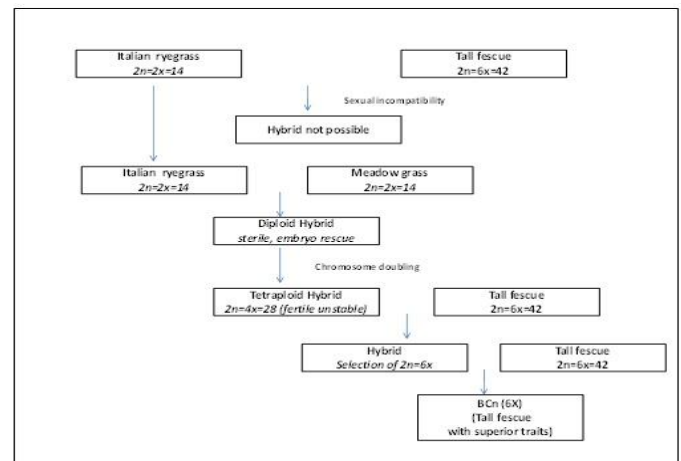 Italian ryegrass
2n=2x=14
Tall fescue
2n=6x=42
Sexual incompatibility
Hybrid not possible
Italian ryegrass
2n=2x=14
Meadow grass
2n=2x=14
Diploid Hybrid
sterile, embryo rescue
Chromosome doubling
Tetraploid Hybrid
2n=4x=28 (fertile unstable)
Tall fescue
2n=6x=42
Hybrid
Selection of 2n=6x
Tall fescue
2n=6x=42
BCn (6X)
(Tall fescue
with superior traits)